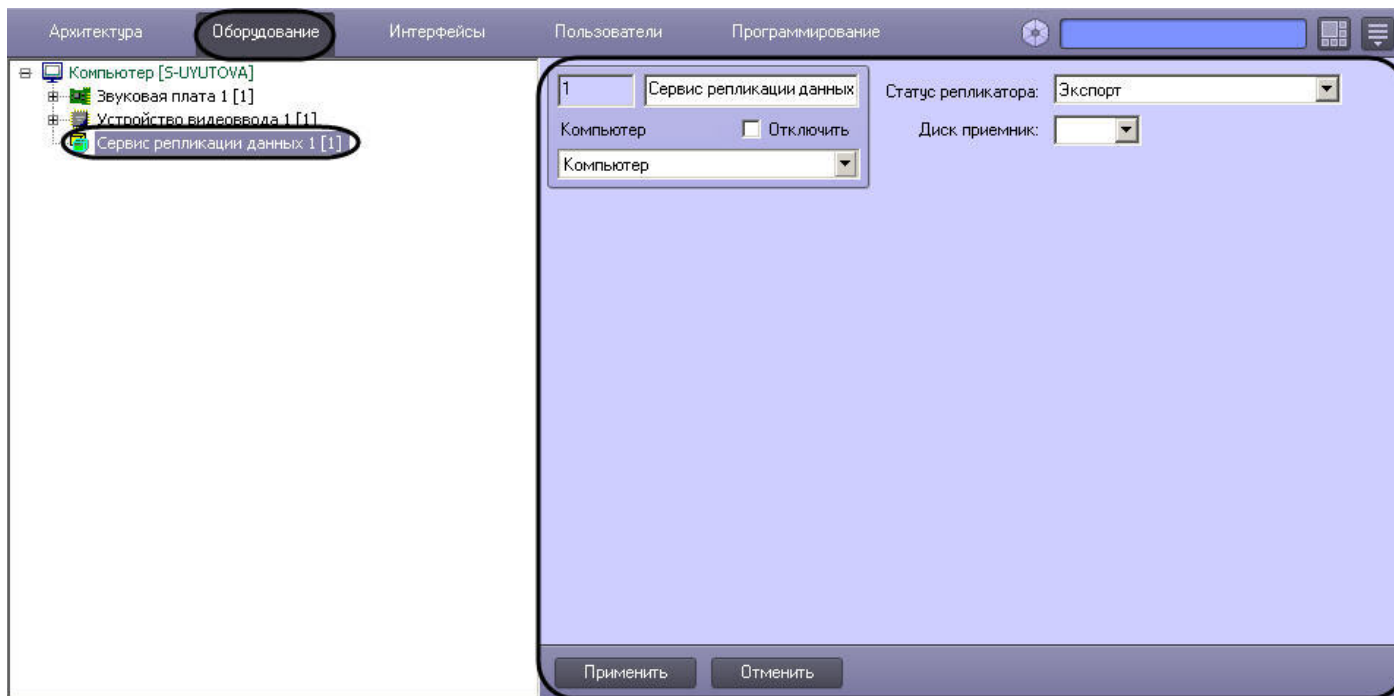 Архитектура Оборудование Интерфейсы Пользователи Программирование
Компьютер [S-UYUTOVA]
Звуковая плата 1 [1]
Устройство видеоввода 1 [1]
Сервис репликации данных 1 [1]
1 Сервис репликации данных
Компьютер Отключить
Компьютер
Статус репликатора: Экспорт
Диск приемник:
Применить Отменить